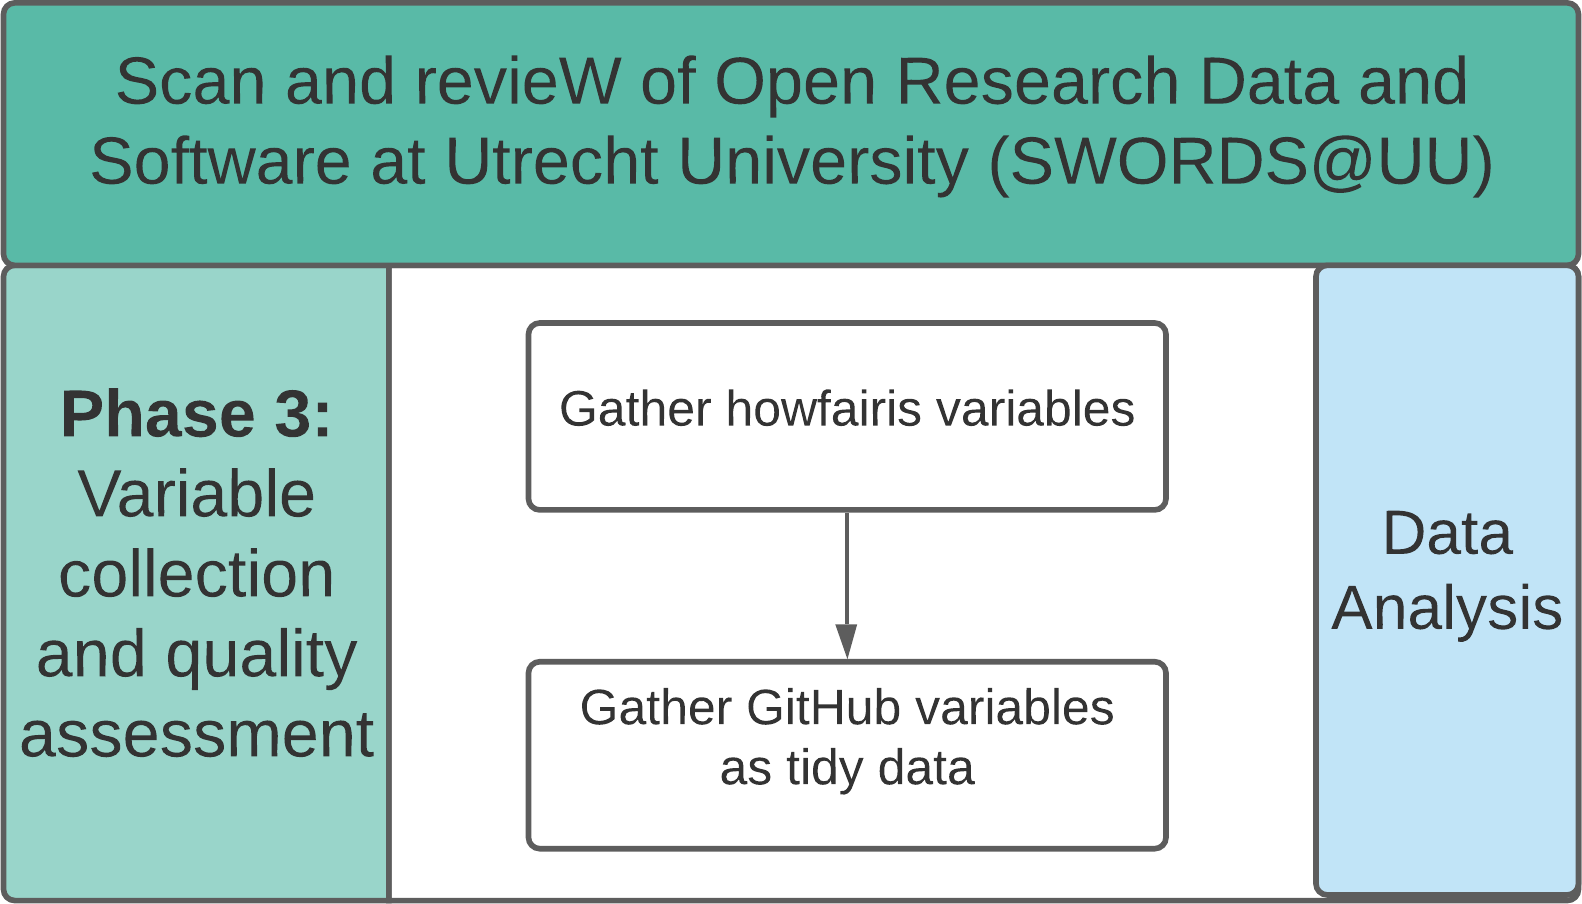 Scan and revieW of Open Research Data and
Software at Utrecht University (SWORDS@UU)
Phase 3:
Variable
collection
and quality
assessment
Gather howfairis variables
Gather GitHub variables
as tidy data
Data
Analysis